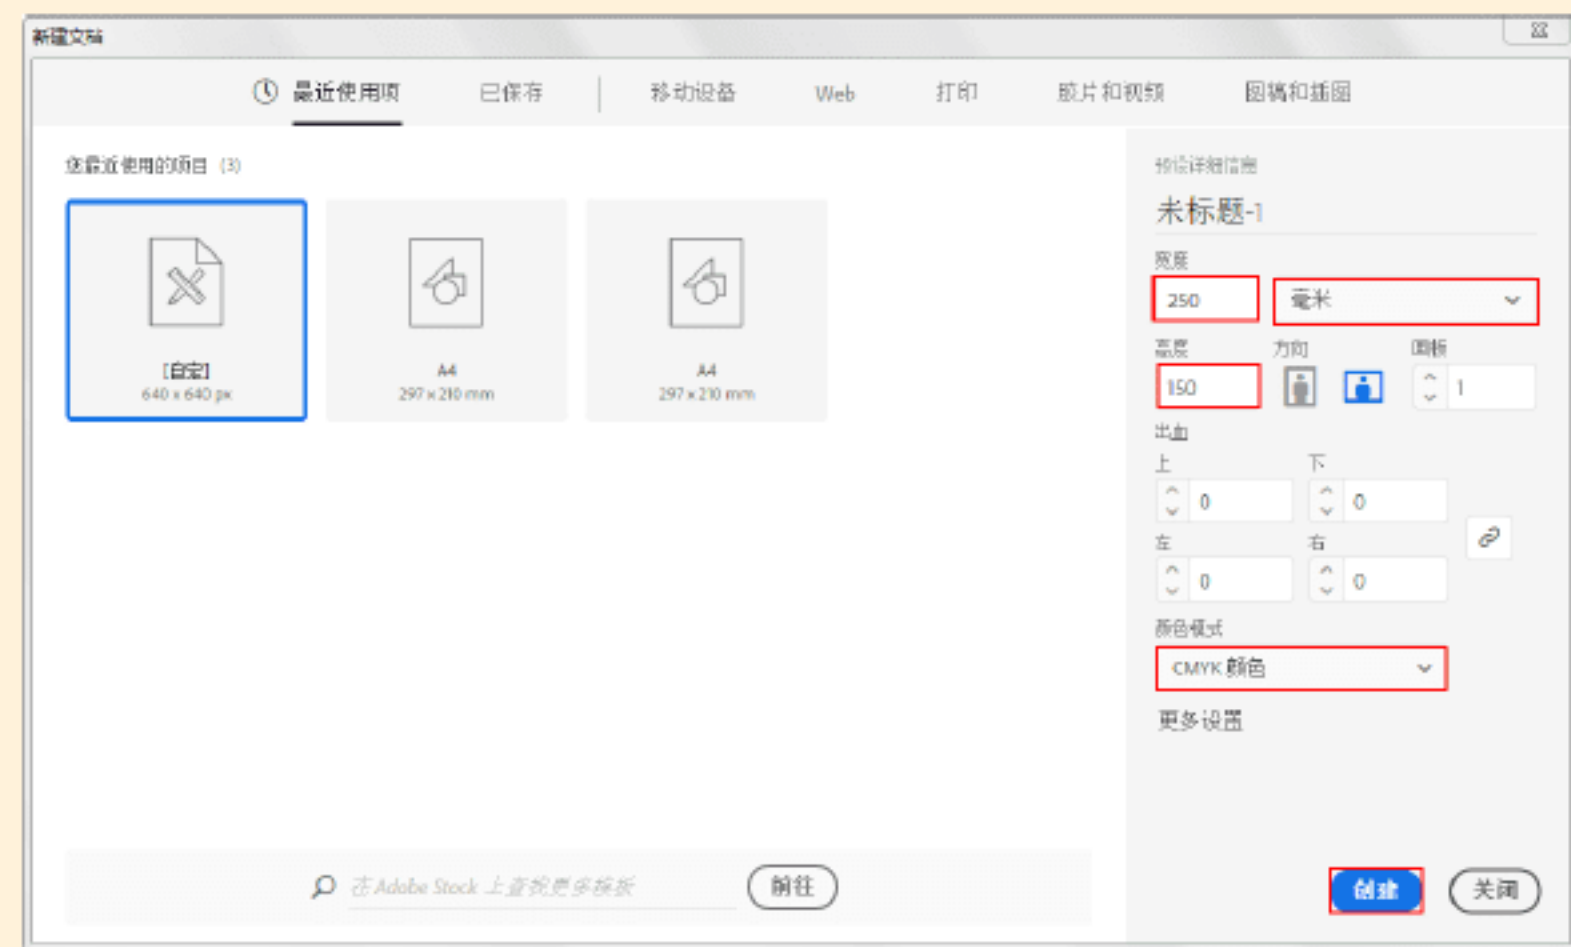 新建文档
最近使用项 已保存 移动设备 Web 打印 胶片和视频 图稿和插图
您最近使用的项目 (3)
[自定]
640 x 640 px
A4
297 x 210 mm
A4
297 x 210 mm
预设详细信息
未标题-1
宽度
250 毫米
高度 方向 画板
150 1
出血
上 下
0 0
左 右
0 0
颜色模式
CMYK 颜色
更多设置
在 Adobe Stock 上查找更多模板 前往
创建 关闭